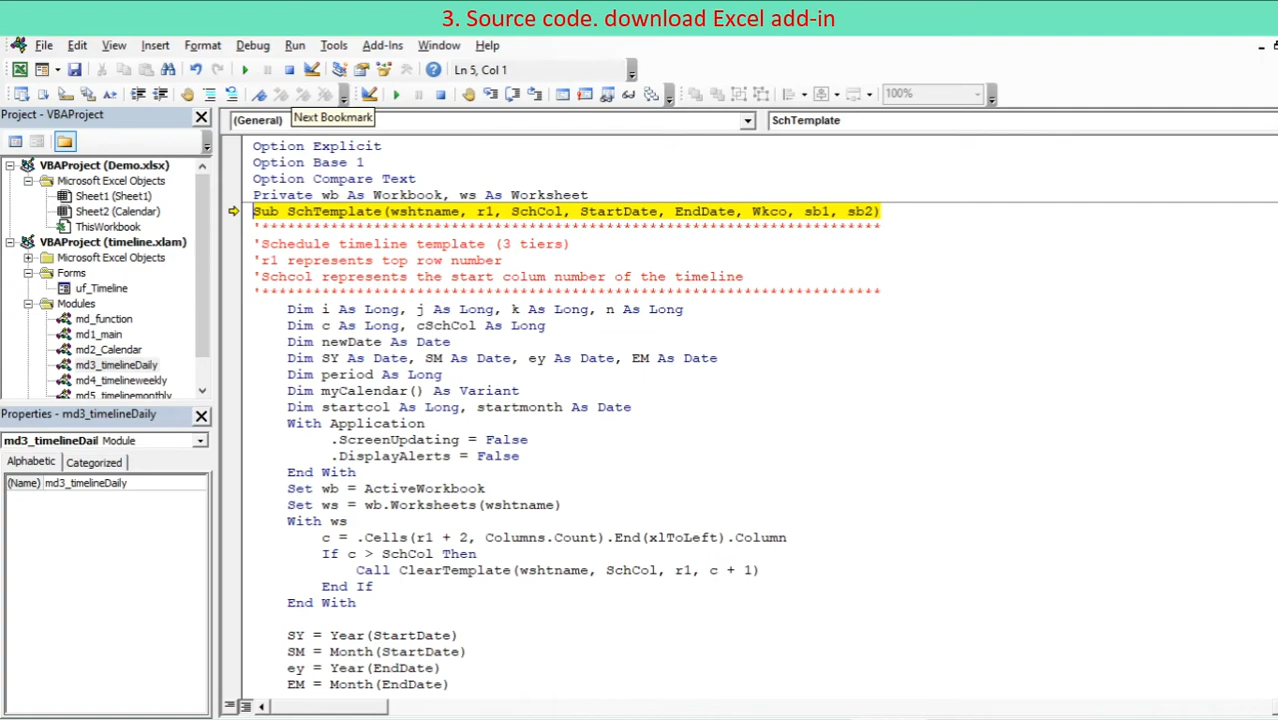 3. Source code. download Excel add-in
File Edit View Insert Format Debug Run Tools Add-Ins Window Help
Ln 5, Col 1
100%
Next Bookmark
Project - VBAProject
VBAProject (Demo.xlsx)
Microsoft Excel Objects
Sheet1 (Sheet1)
Sheet2 (Calendar)
ThisWorkbook
VBAProject (timeline.xlam)
Microsoft Excel Objects
Forms
uf_Timeline
Modules
md_function
md1_main
md2_Calendar
md3_timelineDaily
md4_timelineweekly
md5_timelinemonthly
Properties - md3_timelineDaily
md3_timelineDail Module
Alphabetic Categorized
(Name) md3_timelineDaily
(General) SchTemplate
Option Explicit
Option Base 1
Option Compare Text
Private wb As Workbook, ws As Worksheet
Sub SchTemplate(wshtname, r1, SchCol, StartDate, EndDate, Wkco, sb1, sb2)
'*************************************************************************
'Schedule timeline template (3 tiers)
'r1 represents top row number
'Schcol represents the start colum number of the timeline
'*************************************************************************
Dim i As Long, j As Long, k As Long, n As Long
Dim c As Long, cSchCol As Long
Dim newDate As Date
Dim SY As Date, SM As Date, ey As Date, EM As Date
Dim period As Long
Dim myCalendar() As Variant
Dim startcol As Long, startmonth As Date
With Application
.ScreenUpdating = False
.DisplayAlerts = False
End With
Set wb = ActiveWorkbook
Set ws = wb.Worksheets(wshtname)
With ws
c = .Cells(r1 + 2, Columns.Count).End(xlToLeft).Column
If c > SchCol Then
Call ClearTemplate(wshtname, SchCol, r1, c + 1)
End If
End With
SY = Year(StartDate)
SM = Month(StartDate)
ey = Year(EndDate)
EM = Month(EndDate)